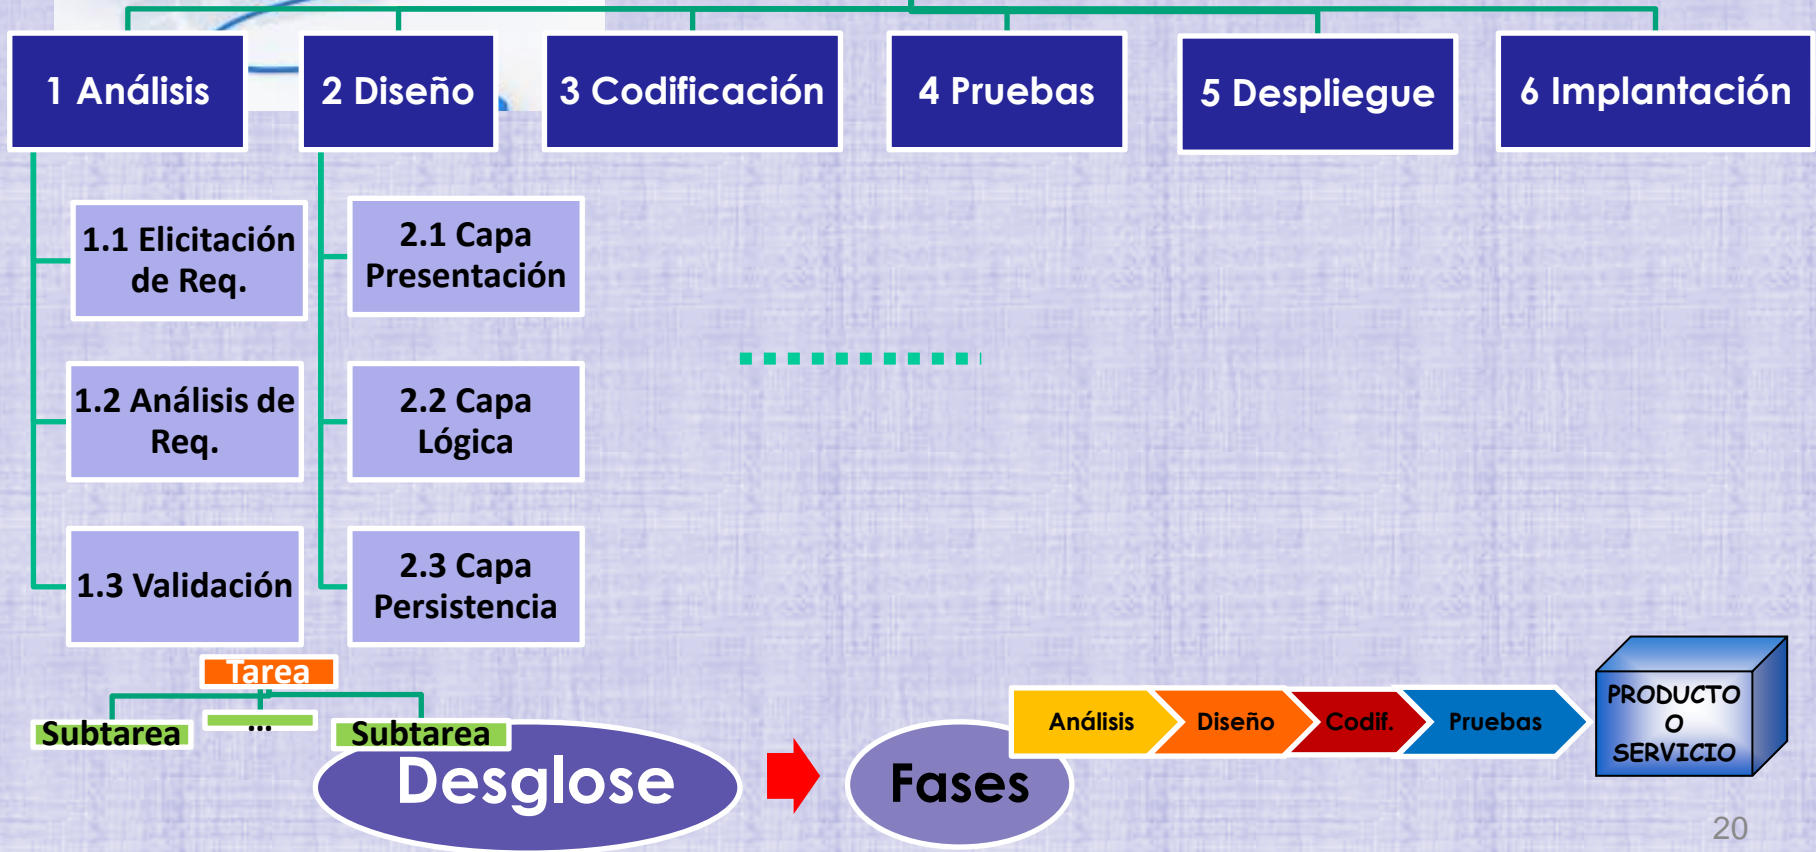 1 Análisis
2 Diseño
3 Codificación
4 Pruebas
5 Despliegue
6 Implantación
1.1 Elicitación
de Req.
2.1 Capa
Presentación
1.2 Análisis de
Req.
2.2 Capa
Lógica
1.3 Validación
2.3 Capa
Persistencia
Tarea
Subtarea
...
Subtarea
Desglose
Fases
Análisis
Diseño
Codif.
Pruebas
PRODUCTO
O
SERVICIO
20